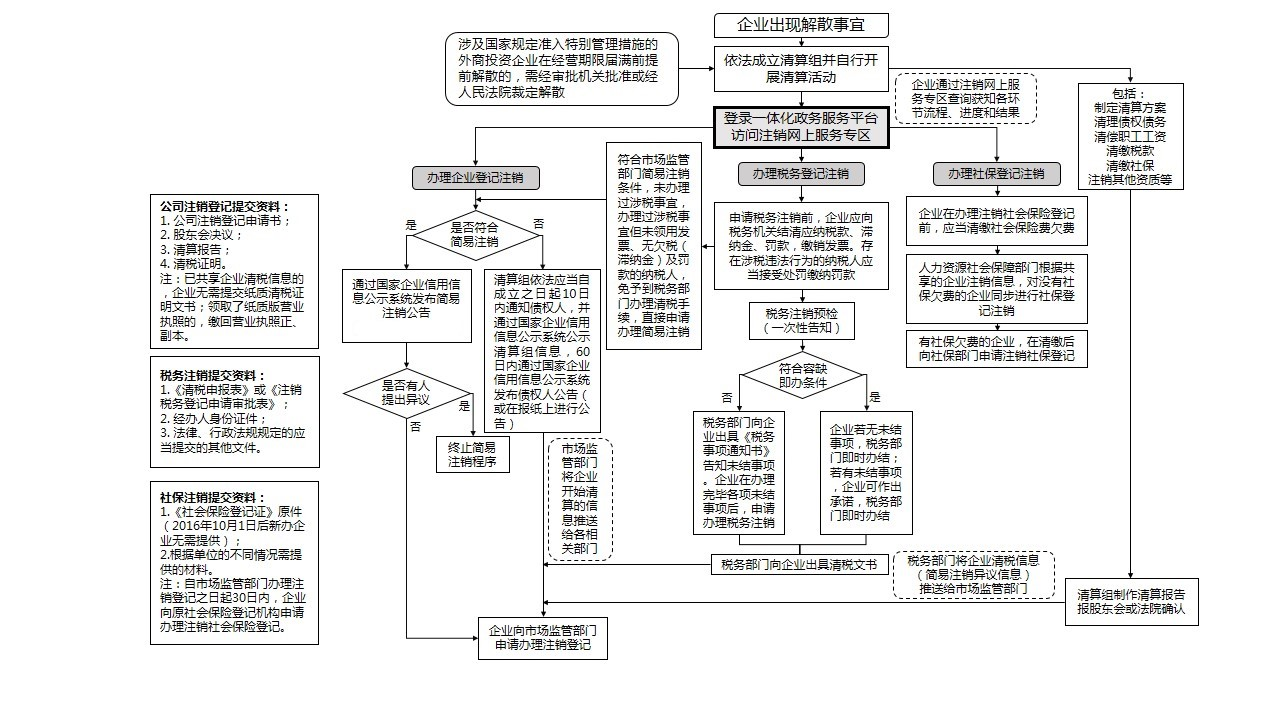 企业出现解散事宜
涉及国家规定准入特别管理措施的
外商投资企业在经营期限届满前提
前解散的，需经审批机关批准或经
人民法院裁定解散
依法成立清算组并自行开
展清算活动
企业通过注销网上服
务专区查询获知各环
节流程、进度和结果
包括：
制定清算方案
清理债权债务
清偿职工工资
清缴税款
清缴社保
注销其他资质等
登录一体化政务服务平台
访问注销网上服务专区
办理企业登记注销
办理税务登记注销
办理社保登记注销
符合市场监管
部门简易注销
条件，未办理
过涉税事宜，
办理过涉税事
宜但未领用发
票、无欠税（
滞纳金）及罚
款的纳税人，
免予到税务部
门办理清税手
续，直接申请
办理简易注销
公司注销登记提交资料：
1. 公司注销登记申请书；
2. 股东会决议；
3. 清算报告；
4. 清税证明。
注：已共享企业清税信息的
，企业无需提交纸质清税证
明文书；领取了纸质版营业
执照的，缴回营业执照正、
副本。
是
是否符合
简易注销
否
申请税务注销前，企业应向
税务机关结清应纳税款、滞
纳金、罚款，缴销发票。存
在涉税违法行为的纳税人应
当接受处罚缴纳罚款
企业在办理注销社会保险登记
前，应当清缴社会保险费欠费
人力资源社会保障部门根据共
享的企业注销信息，对没有社
保欠费的企业同步进行社保登
记注销
有社保欠费的企业，在清缴后
向社保部门申请注销社保登记
通过国家企业信用信
息公示系统发布简易
注销公告
清算组依法应当自
成立之日起10日
内通知债权人，并
通过国家企业信用
信息公示系统公示
清算组信息，60
日内通过国家企业
信用信息公示系统
发布债权人公告（
或在报纸上进行公
告）
税务注销预检
（一次性告知）
符合容缺
即办条件
否
是
税务注销提交资料：
1.《清税申报表》或《注销
税务登记申请审批表》；
2. 经办人身份证件；
3. 法律、行政法规规定的应
当提交的其他文件。
是否有人
提出异议
是
否
终止简易
注销程序
市场监
管部门
将企业
开始清
算的信
息推送
给各相
关部门
税务部门向企
业出具《税务
事项通知书》
告知未结事项
。企业在办理
完毕各项未结
事项后，申请
办理税务注销
企业若无未结
事项，税务部
门即时办结；
若有未结事项
，企业可作出
承诺，税务部
门即时办结
社保注销提交资料：
1.《社会保险登记证》原件
（2016年10月1日后新办企
业无需提供）；
2.根据单位的不同情况需提
供的材料。
注：自市场监管部门办理注
销登记之日起30日内，企业
向原社会保险登记机构申请
办理注销社会保险登记。
税务部门向企业出具清税文书
税务部门将企业清税信息
（简易注销异议信息）
推送给市场监管部门
清算组制作清算报告
报股东会或法院确认
企业向市场监管部门
申请办理注销登记